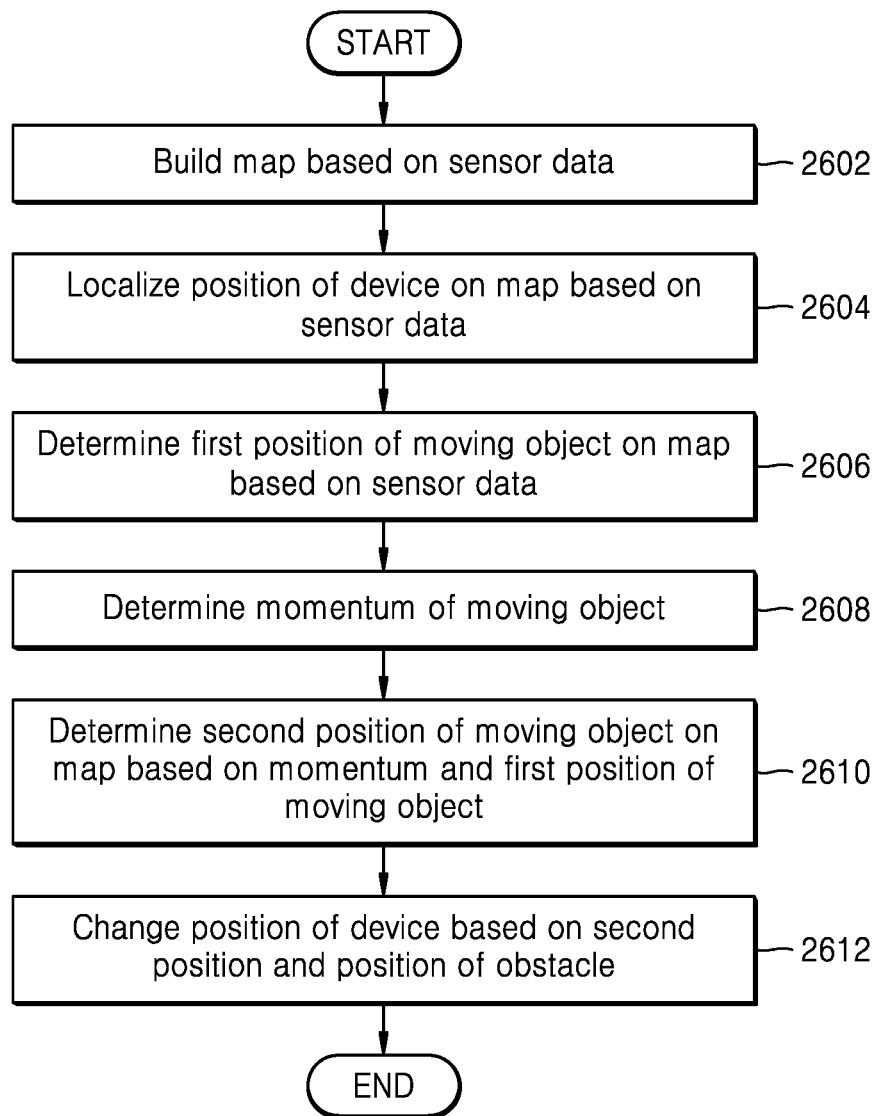 START
Build map based on sensor data
2602
Localize position of device on map based on
sensor data
2604
Determine first position of moving object on map
based on sensor data
2606
Determine momentum of moving object
2608
Determine second position of moving object on
map based on momentum and first position of
moving object
2610
Change position of device based on second
position and position of obstacle
2612
END